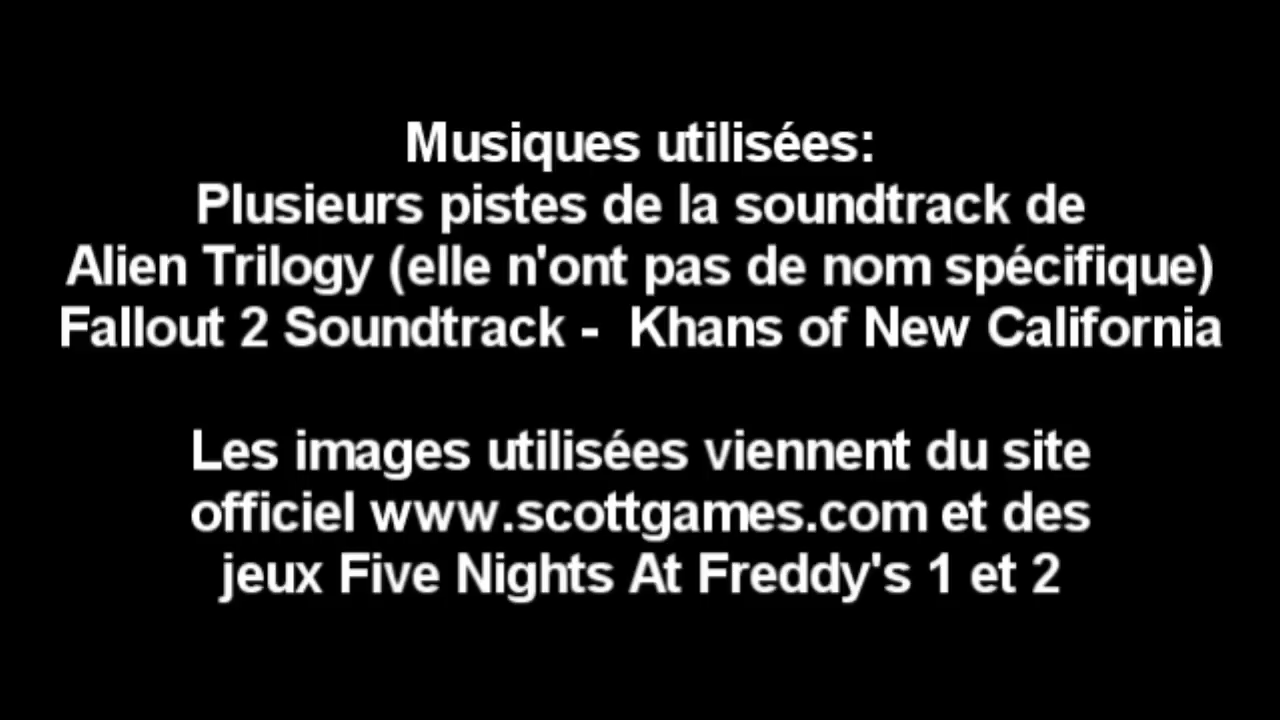 Musiques utilisées:
Plusieurs pistes de la soundtrack de
Alien Trilogy (elle n'ont pas de nom spécifique)
Fallout 2 Soundtrack -  Khans of New California
Les images utilisées viennent du site
officiel www.scottgames.com et des
jeux Five Nights At Freddy's 1 et 2